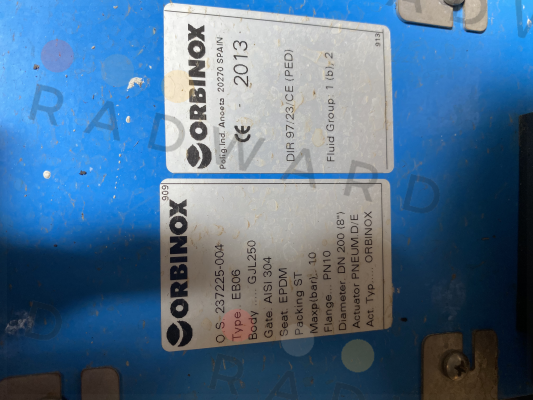 ORBINOX
Polig. Ind. Anoeta 20270 SPAIN
CE - 2013
DIR 97/23/CE (PED)
Fluid Group. 1 (b), 2
913
909
ORBINOX
O.S. 237225-004
Type. EB06
Body ..... GJL250
Gate. AISI 304
Seat. EPDM
Packing ST
Maxp(bar). 10
Flange... PN10
Diameter. DN 200 (8")
Actuator PNEUM.D/E
Act. Typ.... ORBINOX
RADWARD